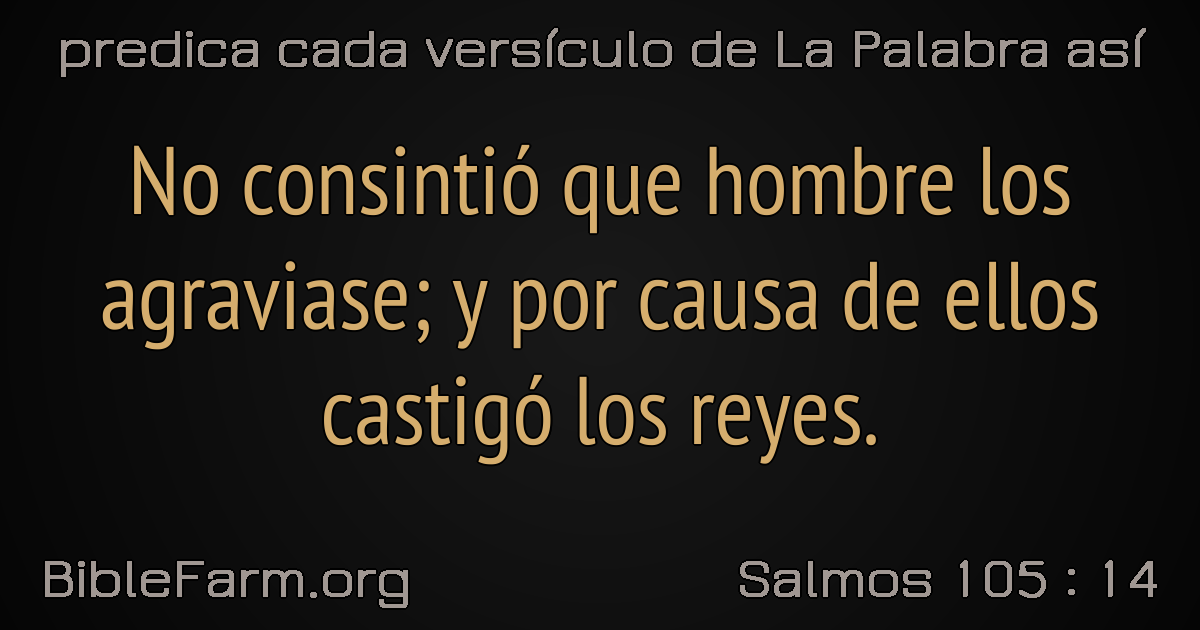 predica cada versículo de La Palabra así
No consintió que hombre los
agraviase; y por causa de ellos
castigó los reyes.
BibleFarm.org
Salmos 105 : 14